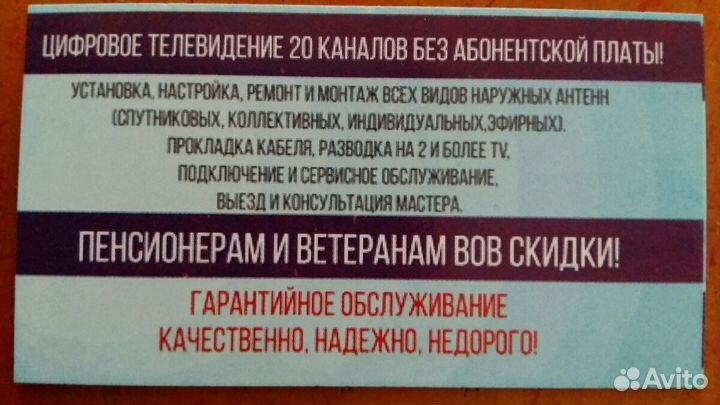 ЦИФРОВОЕ ТЕЛЕВИДЕНИЕ 20 КАНАЛОВ БЕЗ АБОНЕНТСКОЙ ПЛАТЫ!
УСТАНОВКА, НАСТРОЙКА, РЕМОНТ И МОНТАЖ ВСЕХ ВИДОВ НАРУЖНЫХ АНТЕНН
(СПУТНИКОВЫХ, КОЛЛЕКТИВНЫХ, ИНДИВИДУАЛЬНЫХ,ЭФИРНЫХ).
ПРОКЛАДКА КАБЕЛЯ, РАЗВОДКА НА 2 И БОЛЕЕ TV,
ПОДКЛЮЧЕНИЕ И СЕРВИСНОЕ ОБСЛУЖИВАНИЕ,
ВЫЕЗД И КОНСУЛЬТАЦИЯ МАСТЕРА.
ПЕНСИОНЕРАМ И ВЕТЕРАНАМ ВОВ СКИДКИ!
ГАРАНТИЙНОЕ ОБСЛУЖИВАНИЕ
КАЧЕСТВЕННО, НАДЕЖНО, НЕДОРОГО!
Avito